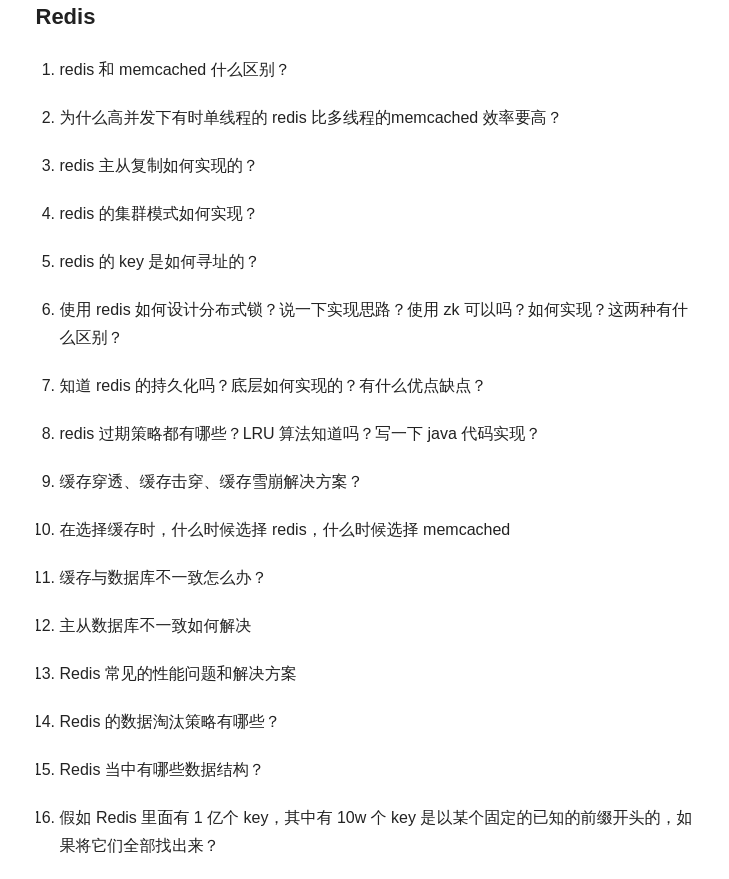 Redis
1. redis 和 memcached 什么区别？
2. 为什么高并发下有时单线程的 redis 比多线程的memcached 效率要高？
3. redis 主从复制如何实现的？
4. redis 的集群模式如何实现？
5. redis 的 key 是如何寻址的？
6. 使用 redis 如何设计分布式锁？说一下实现思路？使用 zk 可以吗？如何实现？这两种有什
么区别？
7. 知道 redis 的持久化吗？底层如何实现的？有什么优点缺点？
8. redis 过期策略都有哪些？LRU 算法知道吗？写一下 java 代码实现？
9. 缓存穿透、缓存击穿、缓存雪崩解决方案？
10. 在选择缓存时，什么时候选择 redis，什么时候选择 memcached
11. 缓存与数据库不一致怎么办？
12. 主从数据库不一致如何解决
13. Redis 常见的性能问题和解决方案
14. Redis 的数据淘汰策略有哪些？
15. Redis 当中有哪些数据结构？
16. 假如 Redis 里面有 1 亿个 key，其中有 10w 个 key 是以某个固定的已知的前缀开头的，如
果将它们全部找出来？